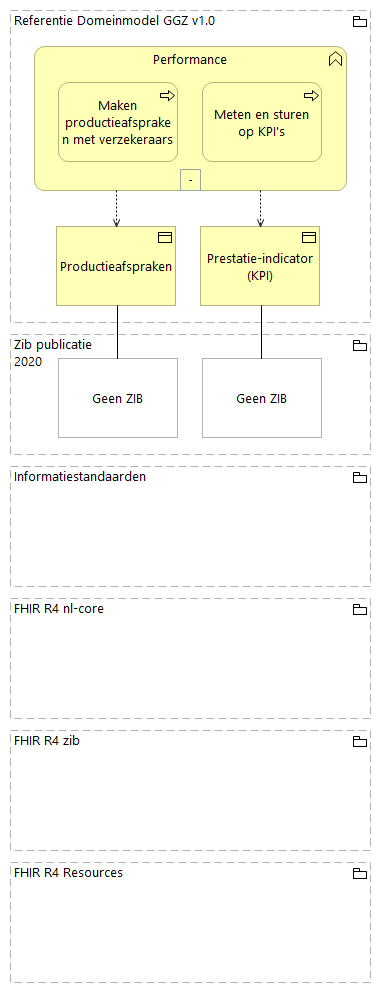 Referentie Domeinmodel GGZ v1.0
Performance
Maken
productieafsprake
n met verzekeraars
Meten en sturen
op KPI's
-
Productieafspraken
Prestatie-indicator
(KPI)
Zib publicatie
2020
Geen ZIB
Geen ZIB
Informatiestandaarden
FHIR R4 nl-core
FHIR R4 zib
FHIR R4 Resources